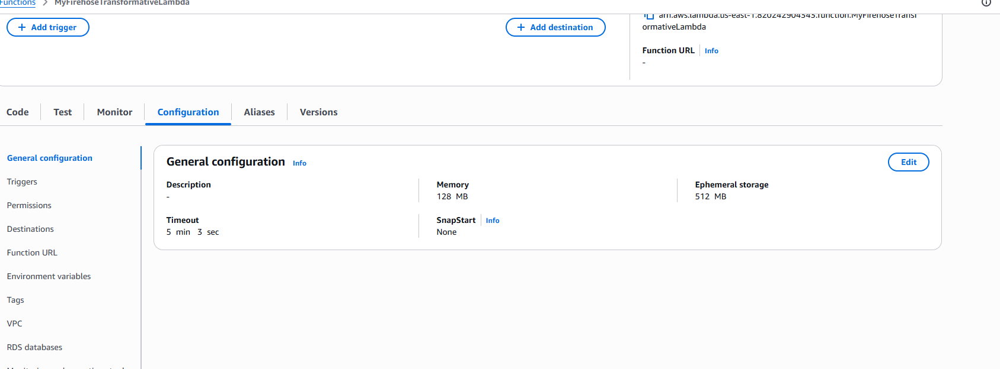 Functions > MyFirehoseTransformativeLambda
+ Add trigger
+ Add destination
arn:aws:lambda:us-east-1:820242904343:function:MyFirehoseTransf
ormativeLambda
Function URL Info
-
Code Test Monitor Configuration Aliases Versions
General configuration
Triggers
Permissions
Destinations
Function URL
Environment variables
Tags
VPC
RDS databases
General configuration Info
Edit
Description
-
Memory
128 MB
Ephemeral storage
512 MB
Timeout
5 min 3 sec
SnapStart Info
None